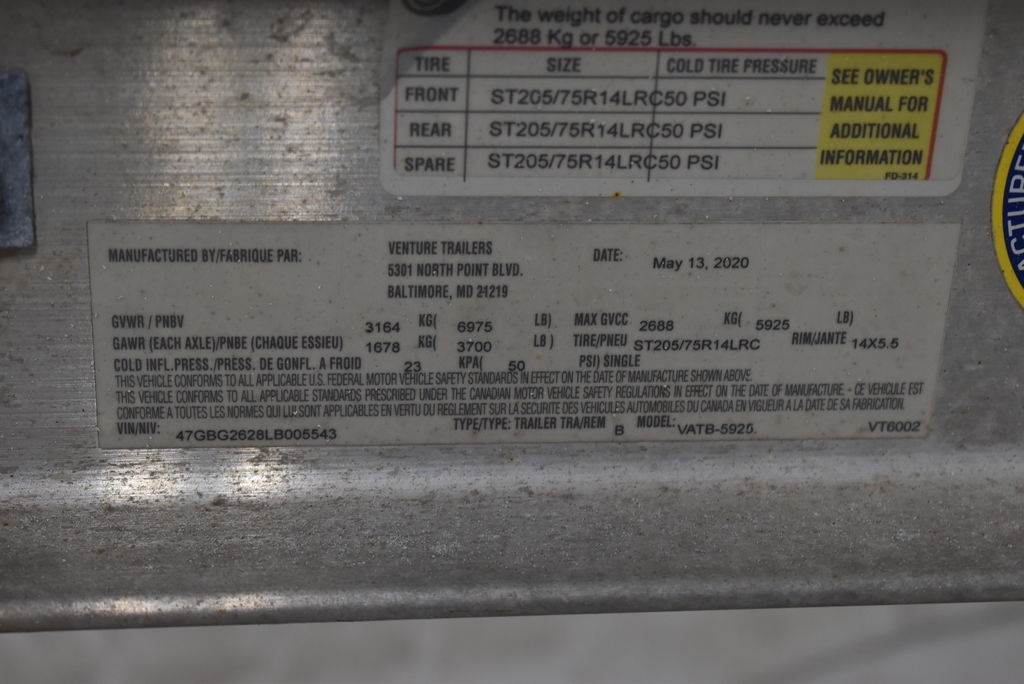 The weight of cargo should never exceed
2688 Kg or 5925 Lbs.
TIRE SIZE COLD TIRE PRESSURE
FRONT ST205/75R14LRC50 PSI
REAR ST205/75R14LRC50 PSI
SPARE ST205/75R14LRC50 PSI
SEE OWNER'S
MANUAL FOR
ADDITIONAL
INFORMATION
FD-314
MANUFACTURED BY/FABRIQUE PAR: VENTURE TRAILERS DATE: May 13, 2020
5301 NORTH POINT BLVD.
BALTIMORE, MD 21219
GVWR / PNBV 3164 KG( 6975 LB) MAX GVCC 2688 KG( 5925 LB)
GAWR (EACH AXLE)/PNBE (CHAQUE ESSIEU) 1678 KG( 3700 LB) TIRE/PNEU ST205/75R14LRC RIM/JANTE 14X5.5
COLD INFL.PRESS./PRESS. DE GONFL. A FROID 23 KPA( 50 PSI) SINGLE
THIS VEHICLE CONFORMS TO ALL APPLICABLE U.S. FEDERAL MOTOR VEHICLE SAFETY STANDARDS IN EFFECT ON THE DATE OF MANUFACTURE SHOWN ABOVE.
THIS VEHICLE CONFORMS TO ALL APPLICABLE STANDARDS PRESCRIBED UNDER THE CANADIAN MOTOR VEHICLE SAFETY REGULATIONS IN EFFECT ON THE DATE OF MANUFACTURE - CE VEHICULE EST
CONFORME A TOUTES LES NORMES QUI LUI SONT APPLICABLES EN VERTU DU REGLEMENT SUR LA SECURITE DES VEHICULES AUTOMOBILES DU CANADA EN VIGUEUR A LA DATE DE SA FABRICATION.
VIN/NIV: 47GBG2628LB005543 TYPE/TYPE: TRAILER TRA/REM B MODEL: VATB-5925 VT6002
ACTURE